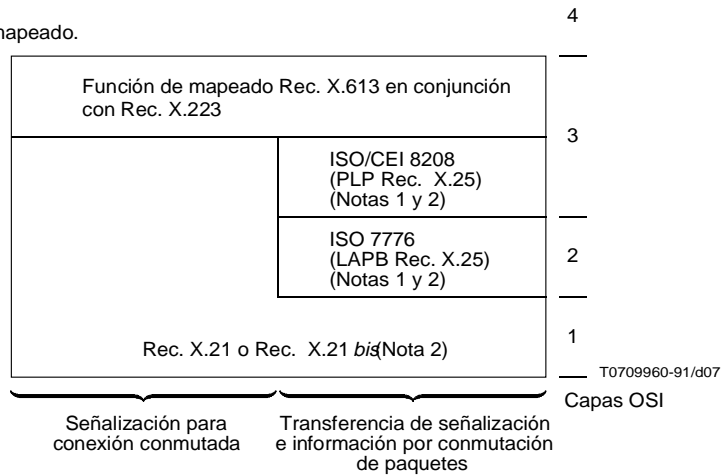 4
mapeado.
Función de mapeado Rec. X.613 en conjunción
con Rec. X.223
3
ISO/CEI 8208
(PLP Rec. X.25)
(Notas 1 y 2)
ISO 7776
(LAPB Rec. X.25)
(Notas 1 y 2)
2
1
Rec. X.21 o Rec. X.21 bis(Nota 2)
T0709960-91/d07
Capas OSI
Señalización para
conexión conmutada
Transferencia de señalización
e información por conmutación
de paquetes